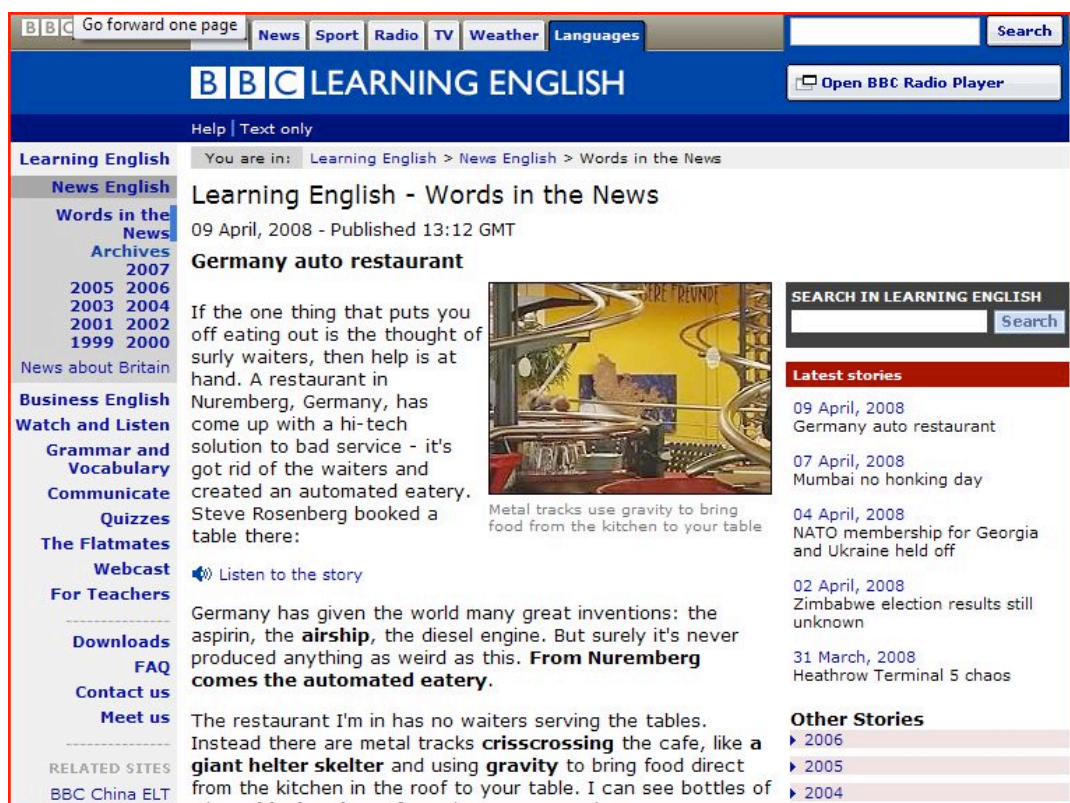 BBC
Go forward one page
News Sport Radio TV Weather Languages
Search
BBC LEARNING ENGLISH
Open BBC Radio Player
Help | Text only
Learning English
News English
Words in the
News
Archives
2007
2005 2006
2003 2004
2001 2002
1999 2000
News about Britain
Business English
Watch and Listen
Grammar and
Vocabulary
Communicate
Quizzes
The Flatmates
Webcast
For Teachers
Downloads
FAQ
Contact us
Meet us
RELATED SITES
BBC China ELT
You are in: Learning English > News English > Words in the News
Learning English - Words in the News
09 April, 2008 - Published 13:12 GMT
Germany auto restaurant
If the one thing that puts you
off eating out is the thought of
surly waiters, then help is at
hand. A restaurant in
Nuremberg, Germany, has
come up with a hi-tech
solution to bad service - it's
got rid of the waiters and
created an automated eatery.
Steve Rosenberg booked a
table there:
FREUNDE
Metal tracks use gravity to bring
food from the kitchen to your table
Listen to the story
Germany has given the world many great inventions: the
aspirin, the airship, the diesel engine. But surely it's never
produced anything as weird as this. From Nuremberg
comes the automated eatery.
The restaurant I'm in has no waiters serving the tables.
Instead there are metal tracks crisscrossing the cafe, like a
giant helter skelter and using gravity to bring food direct
from the kitchen in the roof to your table. I can see bottles of
SEARCH IN LEARNING ENGLISH
Search
Latest stories
09 April, 2008
Germany auto restaurant
07 April, 2008
Mumbai no honking day
04 April, 2008
NATO membership for Georgia
and Ukraine held off
02 April, 2008
Zimbabwe election results still
unknown
31 March, 2008
Heathrow Terminal 5 chaos
Other Stories
2006
2005
2004